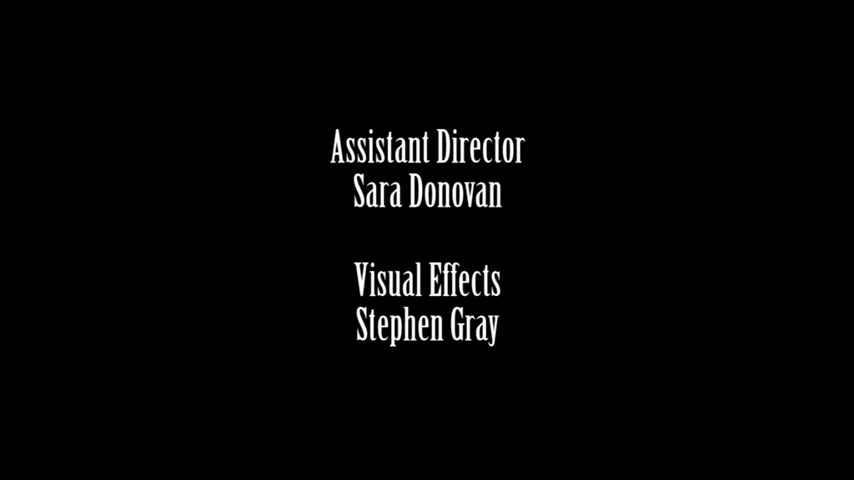 Assistant Director
Sara Donovan
Visual Effects
Stephen Gray